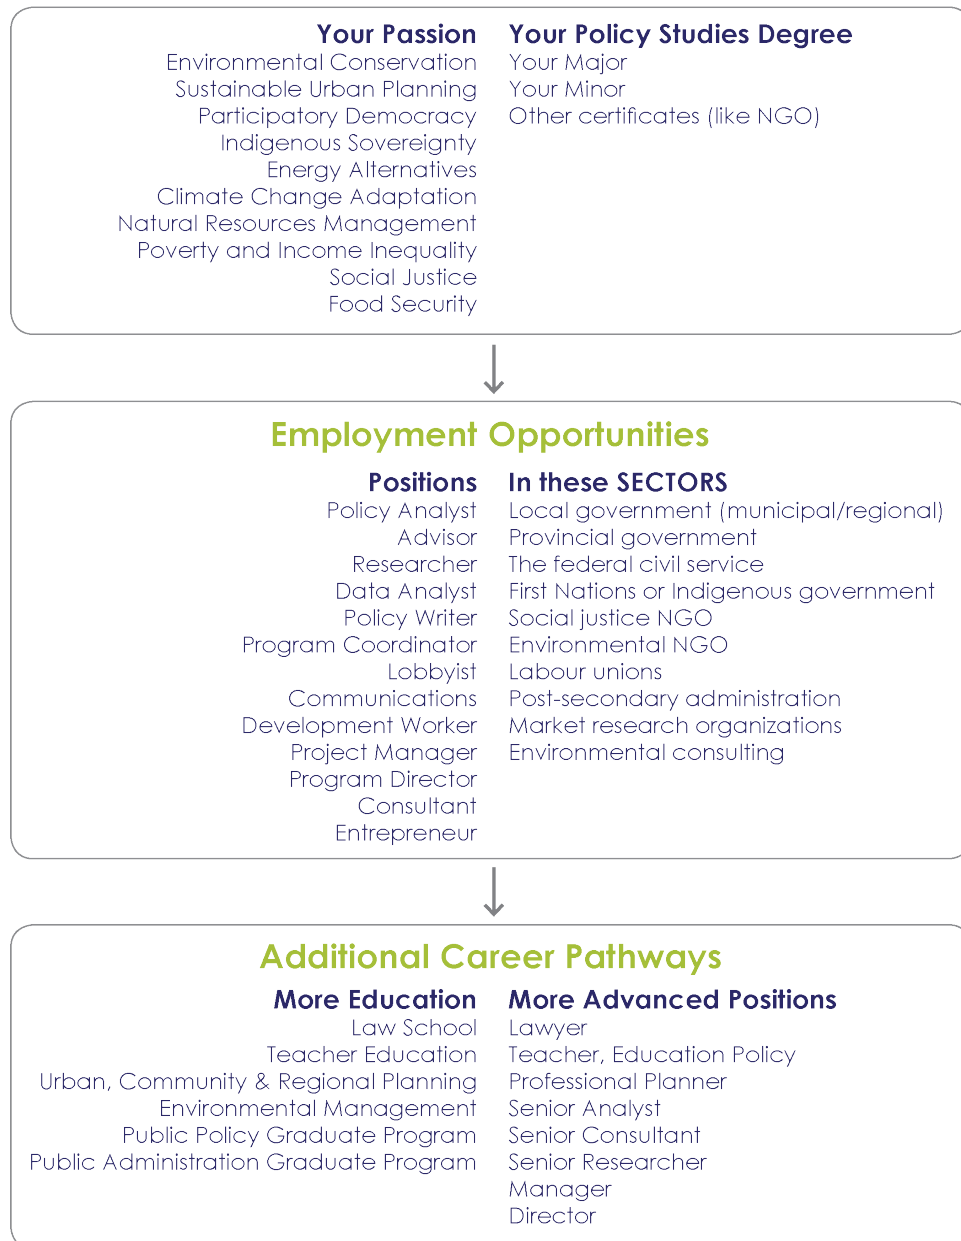 Your Passion
Environmental Conservation
Sustainable Urban Planning
Participatory Democracy
Indigenous Sovereignty
Energy Alternatives
Climate Change Adaptation
Natural Resources Management
Poverty and Income Inequality
Social Justice
Food Security
Your Policy Studies Degree
Your Major
Your Minor
Other certificates (like NGO)
Employment Opportunities
Positions
Policy Analyst
Advisor
Researcher
Data Analyst
Policy Writer
Program Coordinator
Lobbyist
Communications
Development Worker
Project Manager
Program Director
Consultant
Entrepreneur
In these SECTORS
Local government (municipal/regional)
Provincial government
The federal civil service
First Nations or Indigenous government
Social justice NGO
Environmental NGO
Labour unions
Post-secondary administration
Market research organizations
Environmental consulting
Additional Career Pathways
More Education
Law School
Teacher Education
Urban, Community & Regional Planning
Environmental Management
Public Policy Graduate Program
Public Administration Graduate Program
More Advanced Positions
Lawyer
Teacher, Education Policy
Professional Planner
Senior Analyst
Senior Consultant
Senior Researcher
Manager
Director